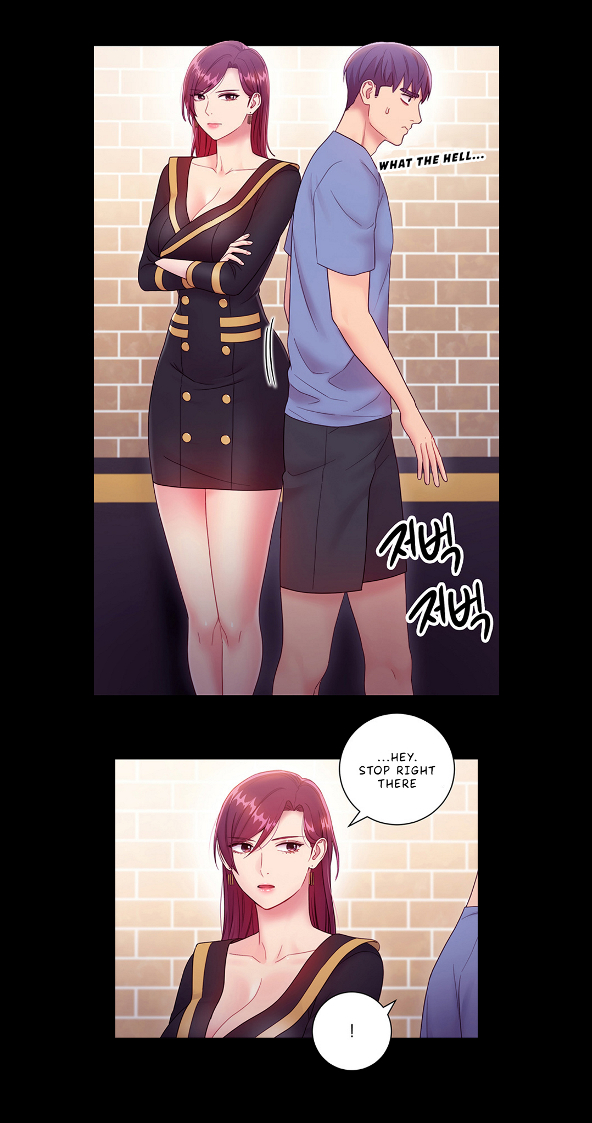 WHAT THE HELL...
저벅
저벅
...HEY.
STOP RIGHT
THERE
!